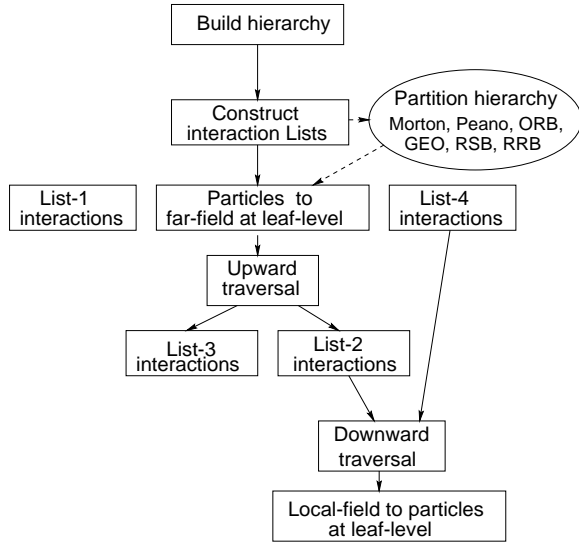 Build hierarchy
Construct
interaction Lists
Partition hierarchy
Morton, Peano, ORB,
GEO, RSB, RRB
List-1
interactions
Particles to
far-field at leaf-level
List-4
interactions
Upward
traversal
List-3
interactions
List-2
interactions
Downward
traversal
Local-field to particles
at leaf-level